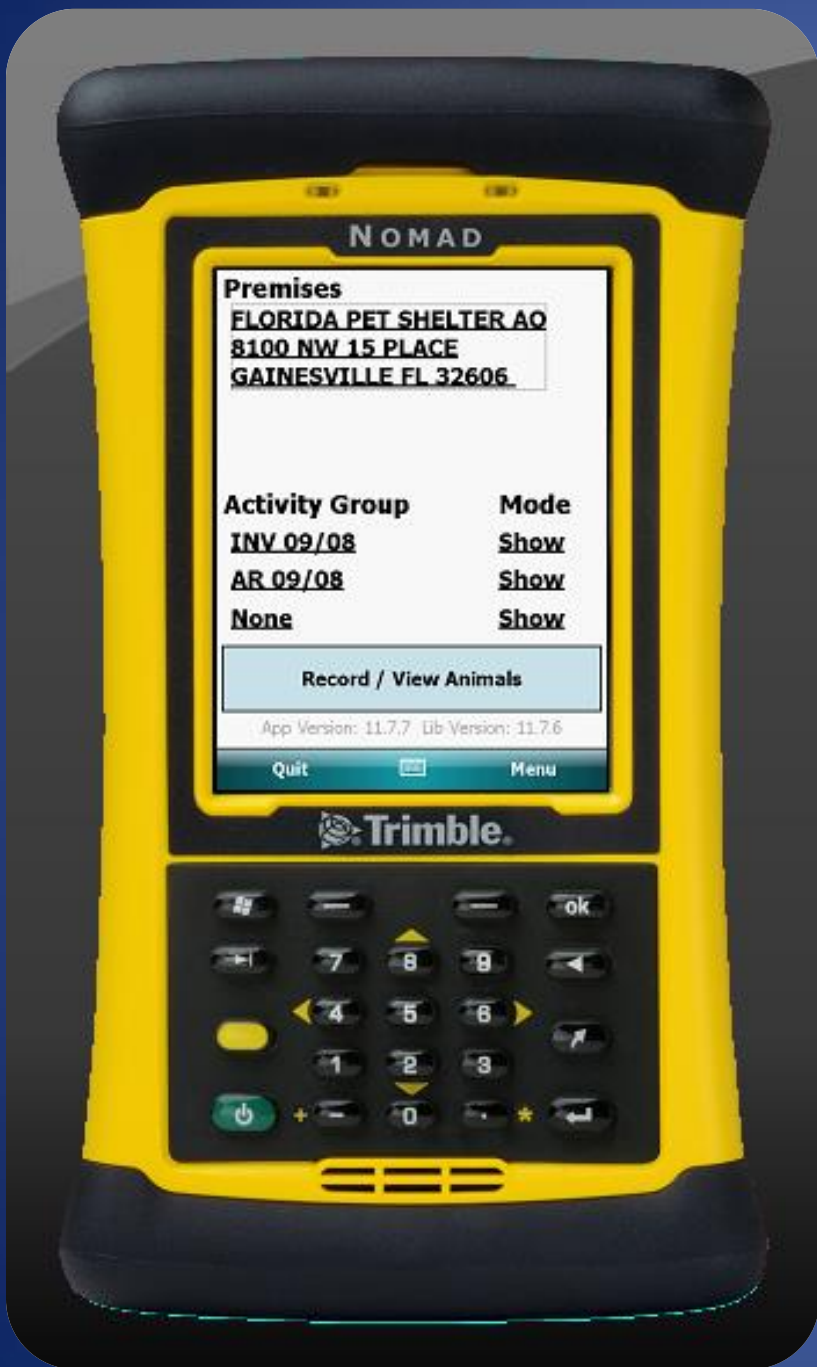 NOMAD
Premises
FLORIDA PET SHELTER AO
8100 NW 15 PLACE
GAINESVILLE FL 32606
Activity Group Mode
INV 09/08 Show
AR 09/08 Show
None Show
Record / View Animals
App Version: 11.7.7 Lib Version: 11.7.6
Quit Menu
Trimble.
ok
7 8 9
4 5 6
1 2 3
+ - 0 . *